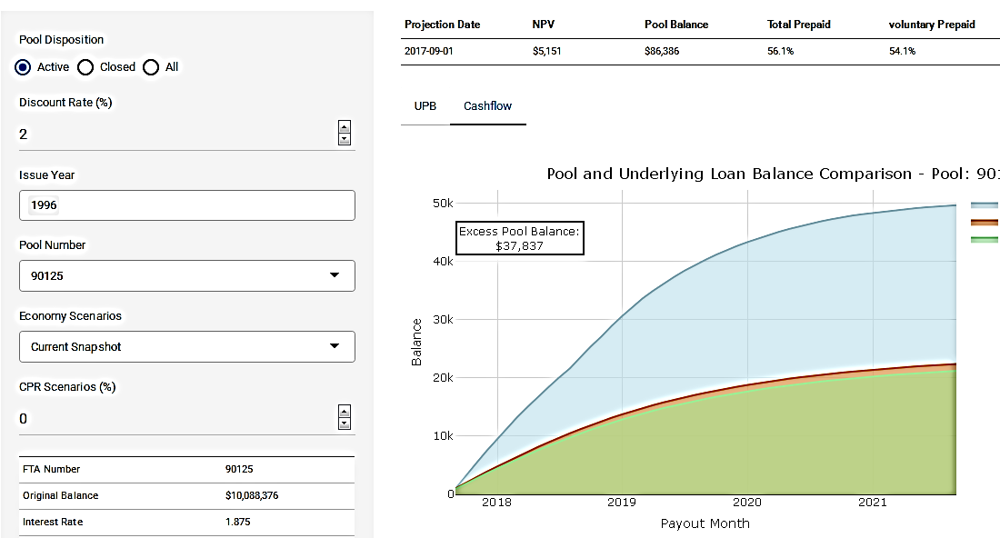 Pool Disposition
Active Closed All
Discount Rate (%)
2
Issue Year
1996
Pool Number
90125
Economy Scenarios
Current Snapshot
CPR Scenarios (%)
0
FTA Number 90125
Original Balance $10,088,376
Interest Rate 1.875
Projection Date NPV Pool Balance Total Prepaid voluntary Prepaid
2017-09-01 $5,151 $86,386 56.1% 54.1%
UPB Cashflow
Pool and Underlying Loan Balance Comparison - Pool: 901
50k
Excess Pool Balance:
$37,837
40k
30k
Balance
20k
10k
0
2018 2019 2020 2021
Payout Month